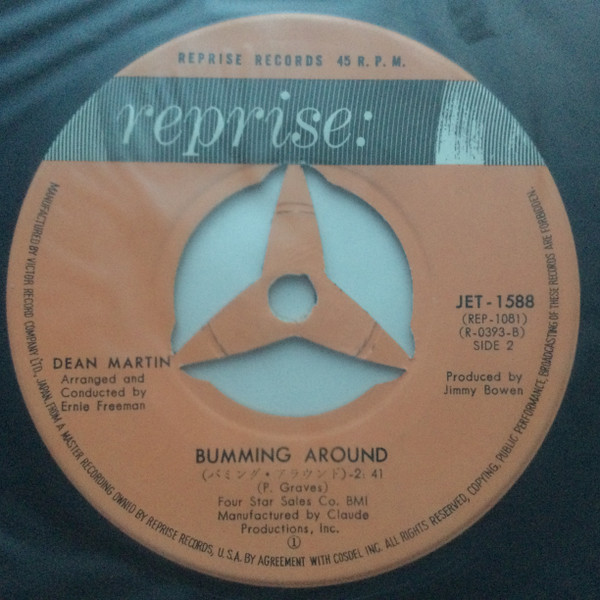 REPRISE RECORDS 45 R.P.M.
reprise:
JET-1588
(REP-1081)
(R-0393-B)
SIDE 2
DEAN MARTIN
Arranged and
Conducted by
Ernie Freeman
Produced by
Jimmy Bowen
BUMMING AROUND
(バミング・アラウンド)-2:41
(P. Graves)
Four Star Sales Co. BMI
Manufactured by Claude
Productions, Inc.
①
MANUFACTURED BY VICTOR RECORD COMPANY LTD., JAPAN, FROM A MASTER RECORDING OWNED BY REPRISE RECORDS, U.S.A. BY AGREEMENT WITH COSDEL INC. ALL RIGHTS RESERVED, COPYING, PUBLIC PERFORMANCE, BROADCASTING OF THESE RECORDS ARE FORBIDDEN.